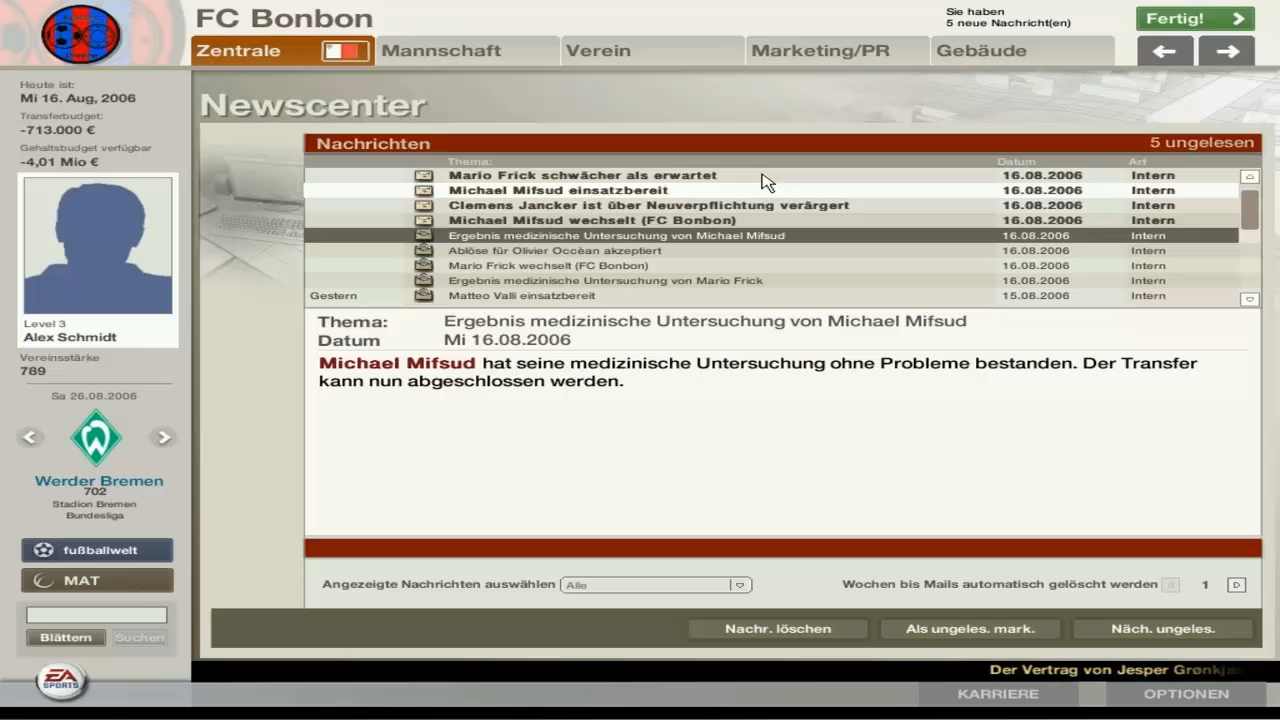 FC Bonbon
Sie haben
5 neue Nachricht(en)
Fertig!
Zentrale
Mannschaft
Verein
Marketing/PR
Gebäude
Heute ist:
Mi 16. Aug, 2006
Transferbudget:
-713.000 €
Gehaltsbudget verfügbar
-4,01 Mio €
Level 3
Alex Schmidt
Vereinsstärke
789
Sa 26.08.2006
Werder Bremen
702
Stadion Bremen
Bundesliga
fußballwelt
MAT
Blättern
Suchen
EA
SPORTS
Newscenter
Nachrichten
5 ungelesen
Thema: Datum Art
Mario Frick schwächer als erwartet 16.08.2006 Intern
Michael Mifsud einsatzbereit 16.08.2006 Intern
Clemens Jancker ist über Neuverpflichtung verärgert 16.08.2006 Intern
Michael Mifsud wechselt (FC Bonbon) 16.08.2006 Intern
Ergebnis medizinische Untersuchung von Michael Mifsud 16.08.2006 Intern
Ablöse für Olivier Occèan akzeptiert 16.08.2006 Intern
Mario Frick wechselt (FC Bonbon) 16.08.2006 Intern
Ergebnis medizinische Untersuchung von Mario Frick 16.08.2006 Intern
Gestern Matteo Valli einsatzbereit 15.08.2006 Intern
Thema: Ergebnis medizinische Untersuchung von Michael Mifsud
Datum Mi 16.08.2006
Michael Mifsud hat seine medizinische Untersuchung ohne Probleme bestanden. Der Transfer
kann nun abgeschlossen werden.
Angezeigte Nachrichten auswählen Alle
Wochen bis Mails automatisch gelöscht werden 1
Nachr. löschen
Als ungeles. mark.
Näch. ungeles.
Der Vertrag von Jesper
KARRIERE
OPTIONEN